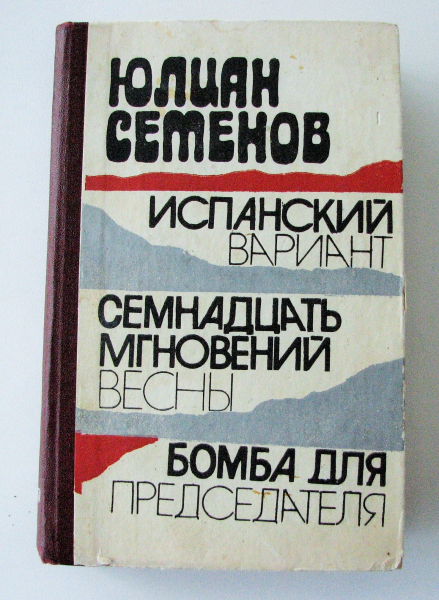 ЮЛИАН
СЕМЕНОВ
ИСПАНСКИЙ
ВАРИАНТ
СЕМНАДЦАТЬ
МГНОВЕНИЙ
ВЕСНЫ
БОМБА ДЛЯ
ПРЕДСЕДАТЕЛЯ